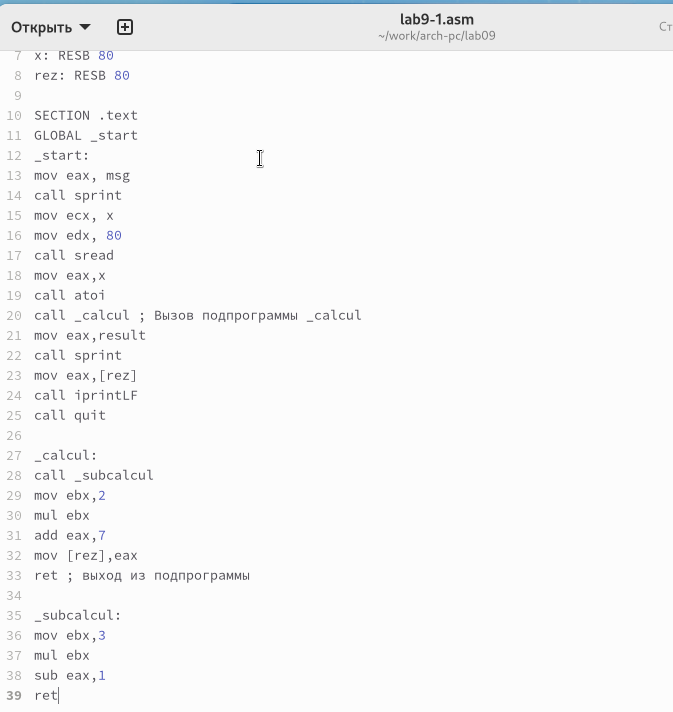 Открыть
lab9-1.asm
~/work/arch-pc/lab09
Ст
7 x: RESB 80
8 rez: RESB 80
9
10 SECTION .text
11 GLOBAL _start
12 _start:
13 mov eax, msg
14 call sprint
15 mov ecx, x
16 mov edx, 80
17 call sread
18 mov eax,x
19 call atoi
20 call _calcul ; Вызов подпрограммы _calcul
21 mov eax,result
22 call sprint
23 mov eax,[rez]
24 call iprintLF
25 call quit
26
27 _calcul:
28 call _subcalcul
29 mov ebx,2
30 mul ebx
31 add eax,7
32 mov [rez],eax
33 ret ; выход из подпрограммы
34
35 _subcalcul:
36 mov ebx,3
37 mul ebx
38 sub eax,1
39 ret